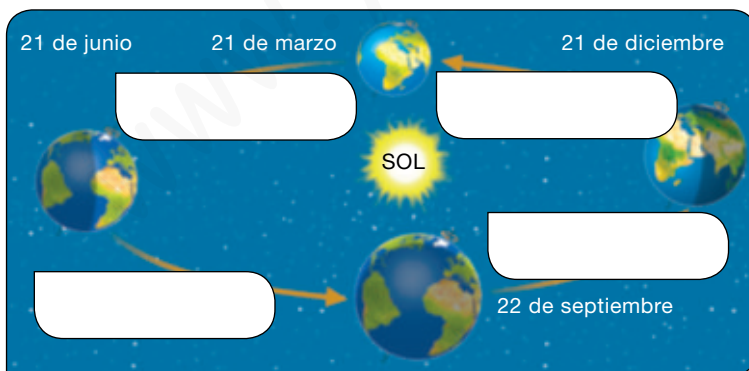 21 de junio
21 de marzo
21 de diciembre
SOL
22 de septiembre